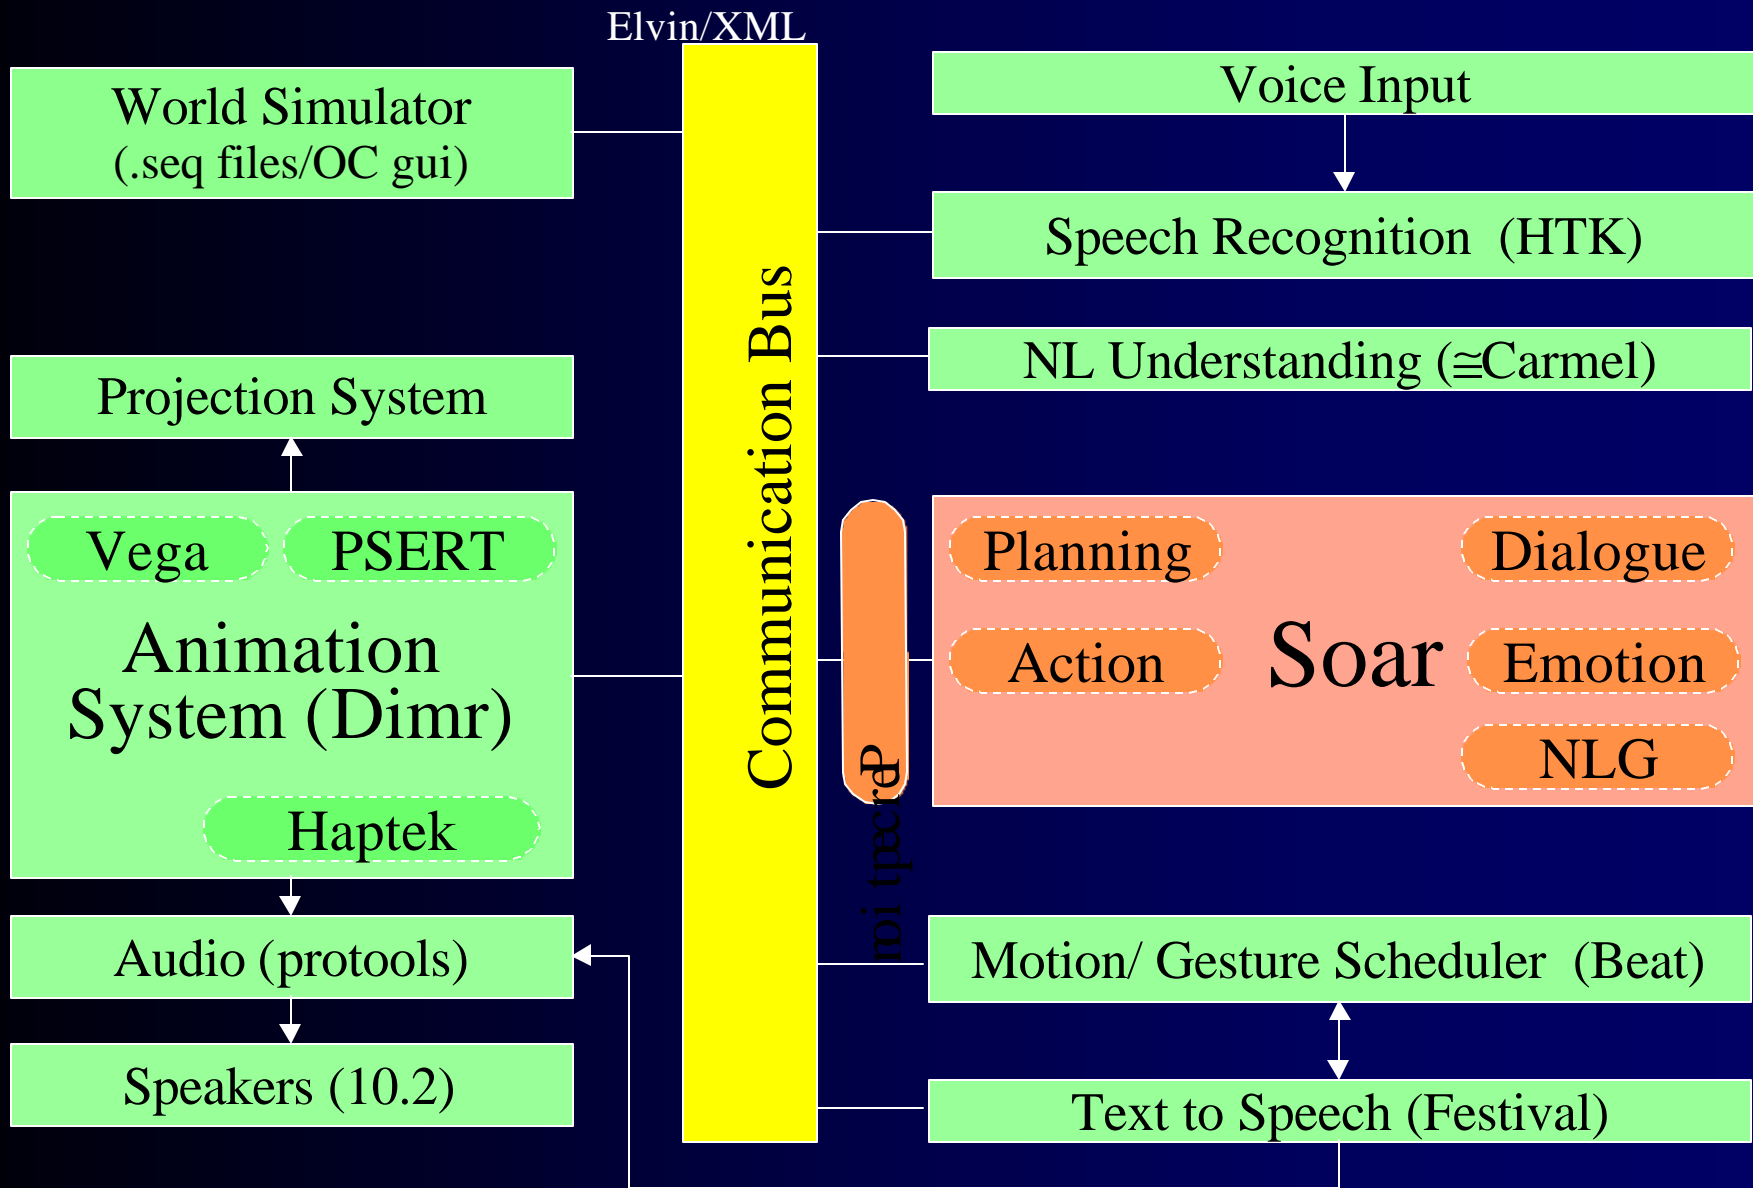 Elvin/XML
World Simulator
(.seq files/OC gui)
Projection System
Vega
PSERT
Animation
System (Dimr)
Haptek
Audio (protools)
Speakers (10.2)
Communication Bus
Perception
Voice Input
Speech Recognition (HTK)
NL Understanding (≅Carmel)
Planning
Dialogue
Action
Soar
Emotion
NLG
Motion/ Gesture Scheduler (Beat)
Text to Speech (Festival)